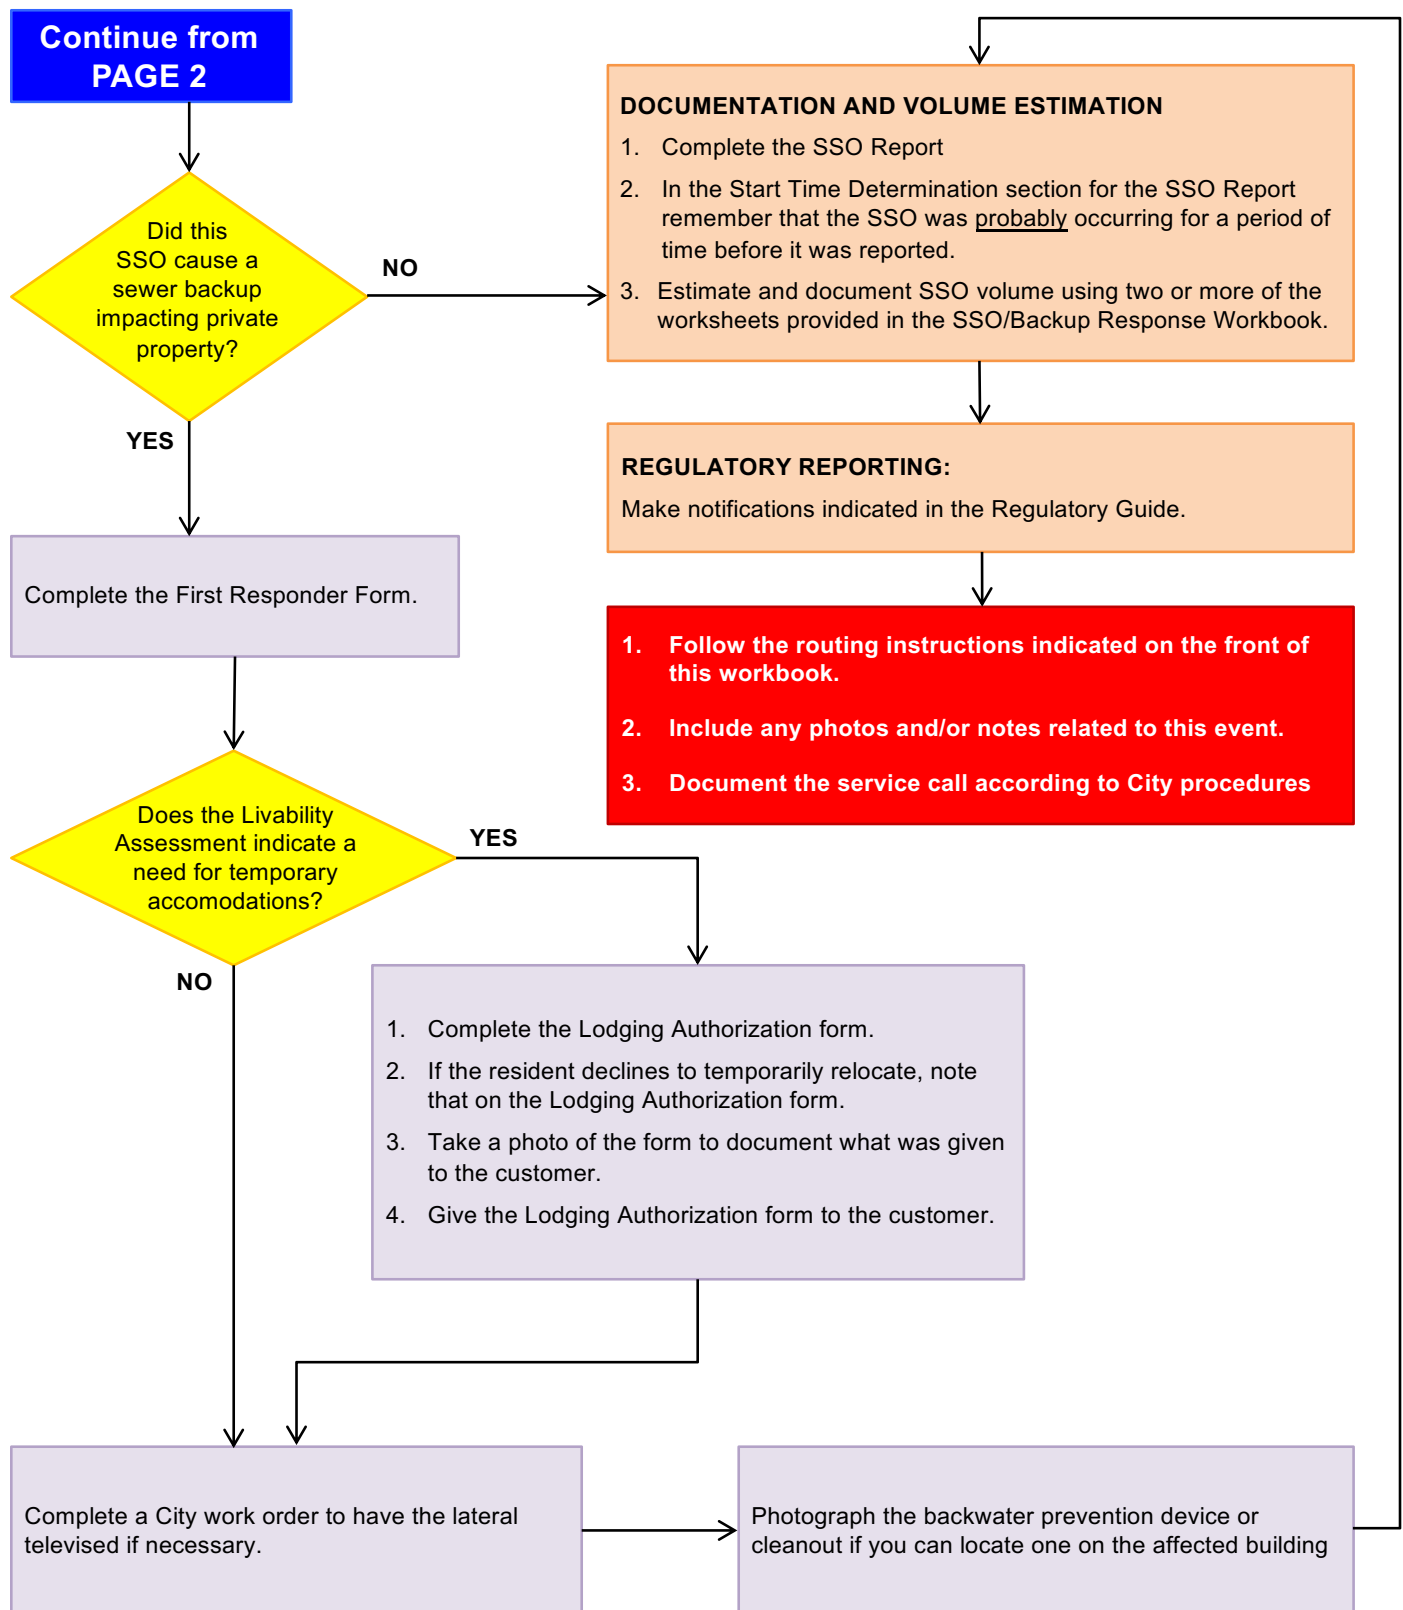 Continue from
PAGE 2
Did this
SSO cause a
sewer backup
impacting private
property?
NO
YES
DOCUMENTATION AND VOLUME ESTIMATION
1. Complete the SSO Report
2. In the Start Time Determination section for the SSO Report
remember that the SSO was probably occurring for a period of
time before it was reported.
3. Estimate and document SSO volume using two or more of the
worksheets provided in the SSO/Backup Response Workbook.
REGULATORY REPORTING:
Make notifications indicated in the Regulatory Guide.
1. Follow the routing instructions indicated on the front of
this workbook.
2. Include any photos and/or notes related to this event.
3. Document the service call according to City procedures
Complete the First Responder Form.
Does the Livability
Assessment indicate a
need for temporary
accomodations?
YES
NO
1. Complete the Lodging Authorization form.
2. If the resident declines to temporarily relocate, note
that on the Lodging Authorization form.
3. Take a photo of the form to document what was given
to the customer.
4. Give the Lodging Authorization form to the customer.
Complete a City work order to have the lateral
televised if necessary.
Photograph the backwater prevention device or
cleanout if you can locate one on the affected building